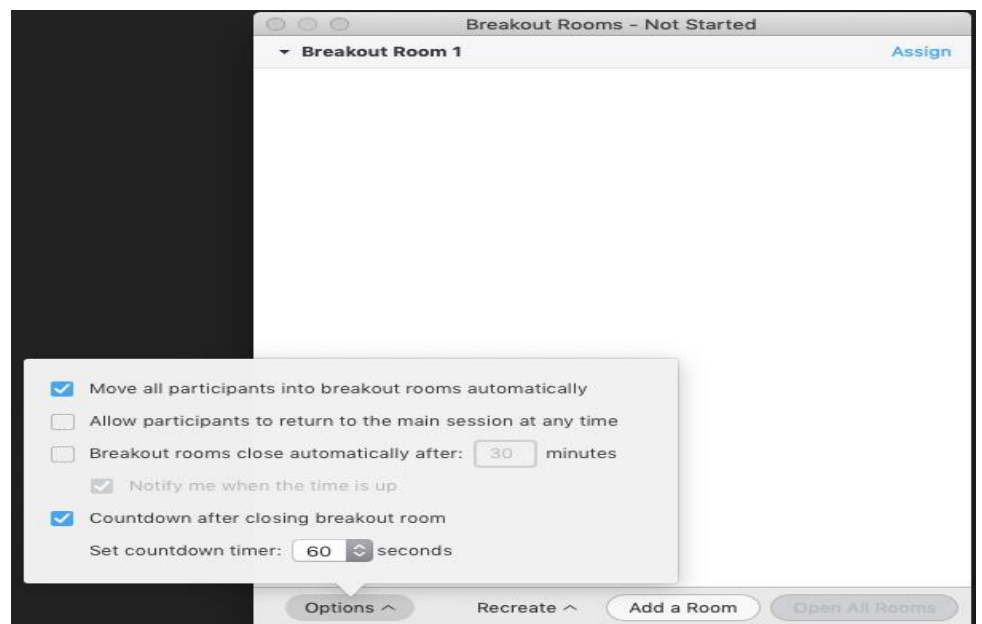 Breakout Rooms - Not Started
Breakout Room 1 Assign
Move all participants into breakout rooms automatically
Allow participants to return to the main session at any time
Breakout rooms close automatically after: 30 minutes
Notify me when the time is up
Countdown after closing breakout room
Set countdown timer: 60 seconds
Options Recreate Add a Room Open All Rooms